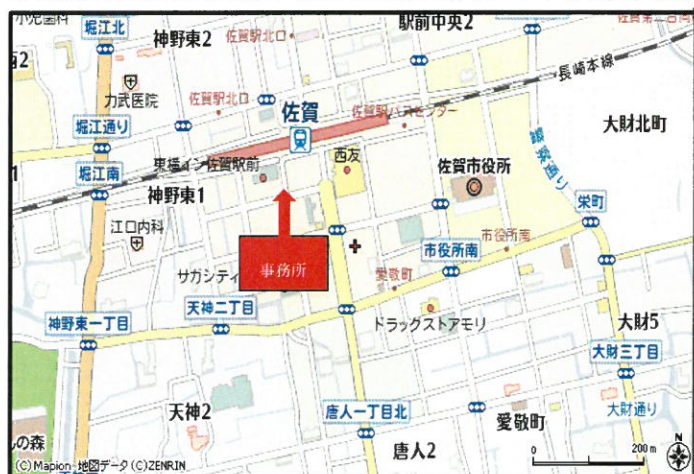 小児歯科
堀江北
神野東2
佐賀駅北口
駅前中央2
力武医院
佐賀駅北口
佐賀
佐賀駅バスセンター
長崎本線
堀江通り
大財北町
東横イン佐賀駅前
西友
佐賀市役所
堀江南
神野東1
栄町
江口内科
市役所南
市役所南
事務所
サガシティ
愛敬町
神野東一丁目
天神二丁目
ドラッグストアモリ
大財5
大財三丁目
天神2
大財通り
唐人一丁目北
愛敬町
の森
唐人2
0 200m
N
(C)Mapion・地図データ(C)ZENRIN